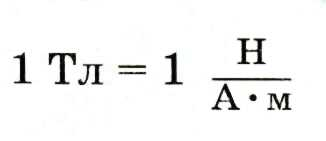 1 Тл = 1 Н / А · м